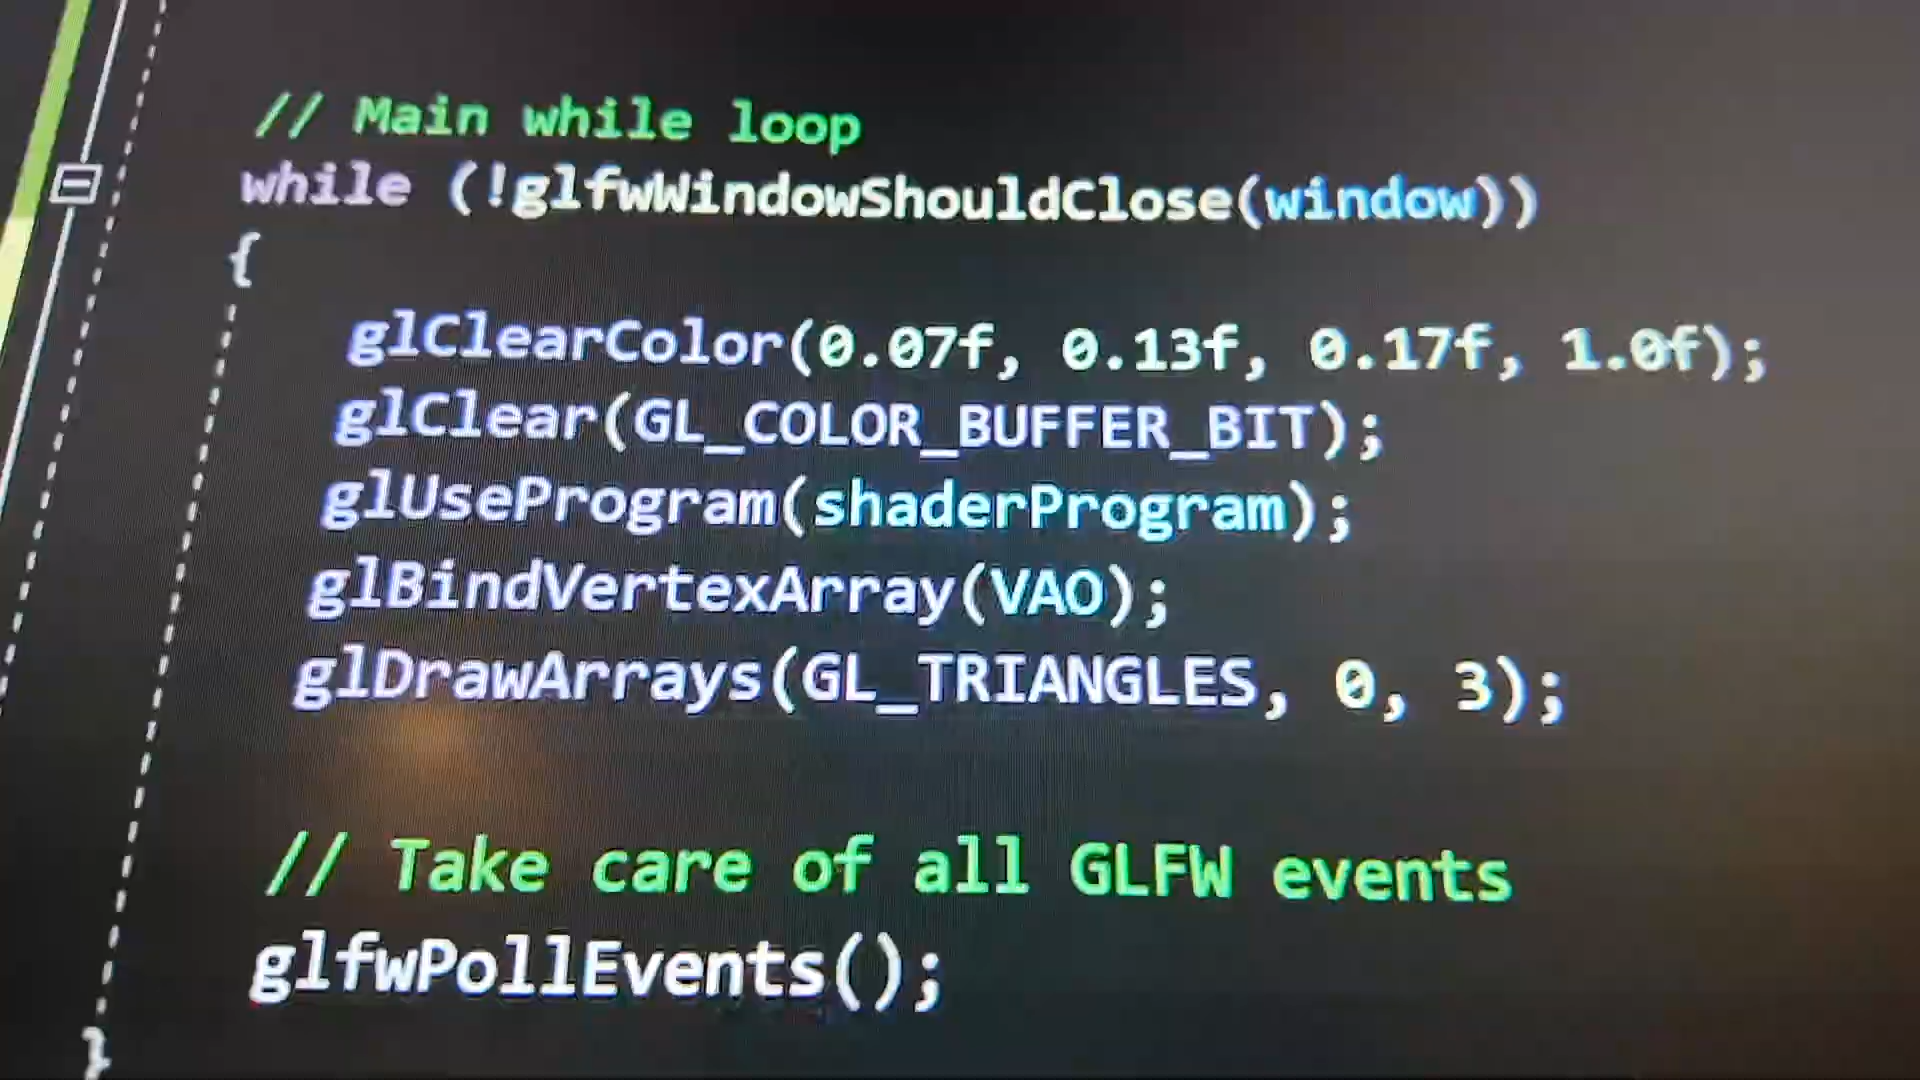 // Main while loop
while (!glfwWindowShouldClose(window))
{
glClearColor(0.07f, 0.13f, 0.17f, 1.0f);
glClear(GL_COLOR_BUFFER_BIT);
glUseProgram(shaderProgram);
glBindVertexArray(VAO);
glDrawArrays(GL_TRIANGLES, 0, 3);
// Take care of all GLFW events
glfwPollEvents();
}